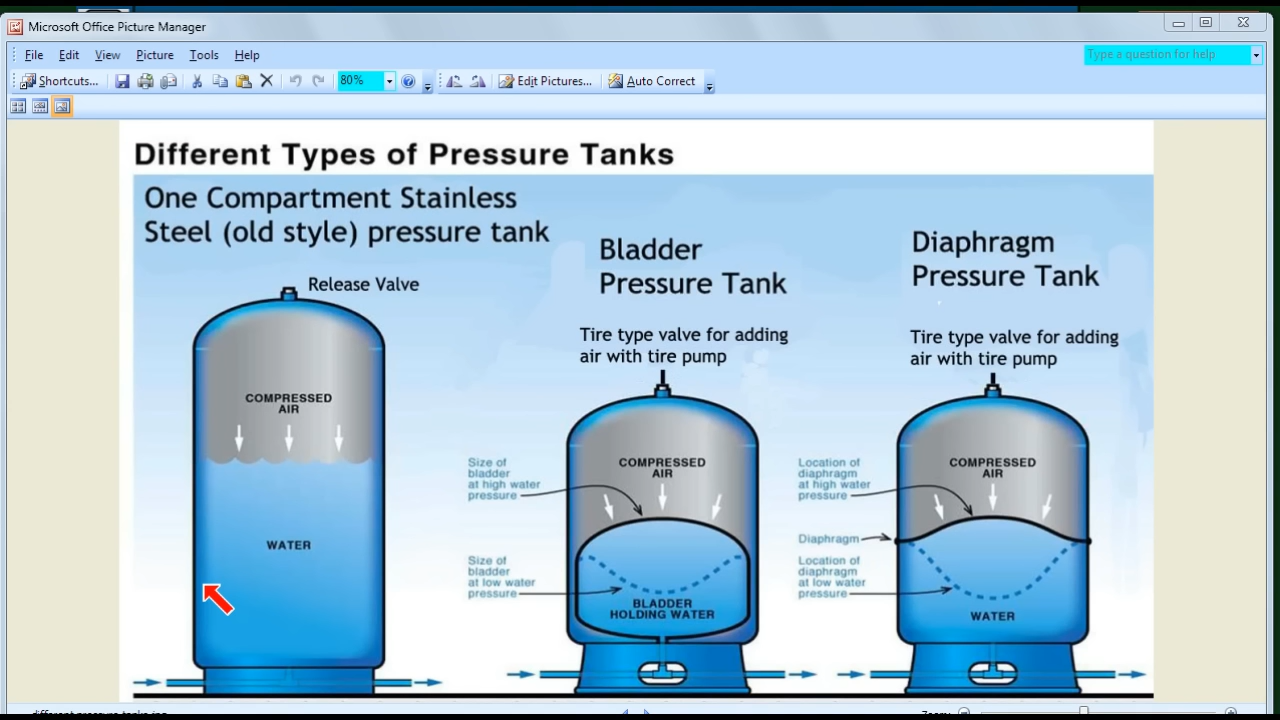 Microsoft Office Picture Manager
File Edit View Picture Tools Help
Type a question for help
Shortcuts... 80% Edit Pictures... Auto Correct
Different Types of Pressure Tanks
One Compartment Stainless
Steel (old style) pressure tank
Release Valve
COMPRESSED
AIR
WATER
Bladder
Pressure Tank
Tire type valve for adding
air with tire pump
COMPRESSED
AIR
Size of
bladder
at high water
pressure
Size of
bladder
at low water
pressure
BLADDER
HOLDING WATER
Diaphragm
Pressure Tank
Tire type valve for adding
air with tire pump
COMPRESSED
AIR
Location of
diaphragm
at high water
pressure
Diaphragm
Location of
diaphragm
at low water
pressure
WATER